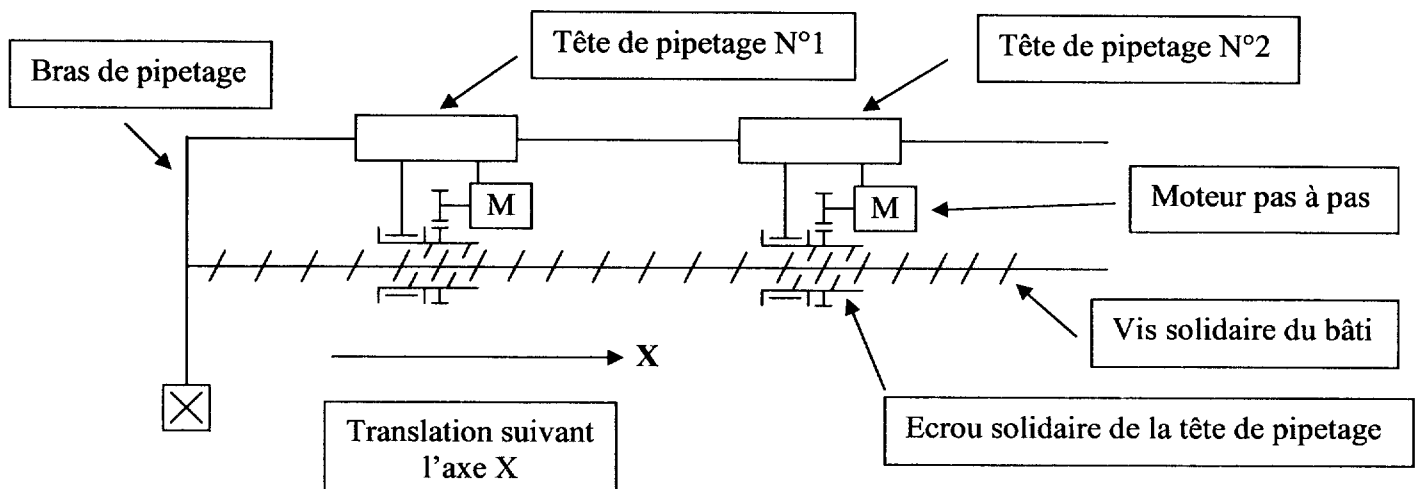 Bras de pipetage
Tête de pipetage N°1
Tête de pipetage N°2
M
M
Moteur pas à pas
Vis solidaire du bâti
X
Translation suivant
l'axe X
Ecrou solidaire de la tête de pipetage